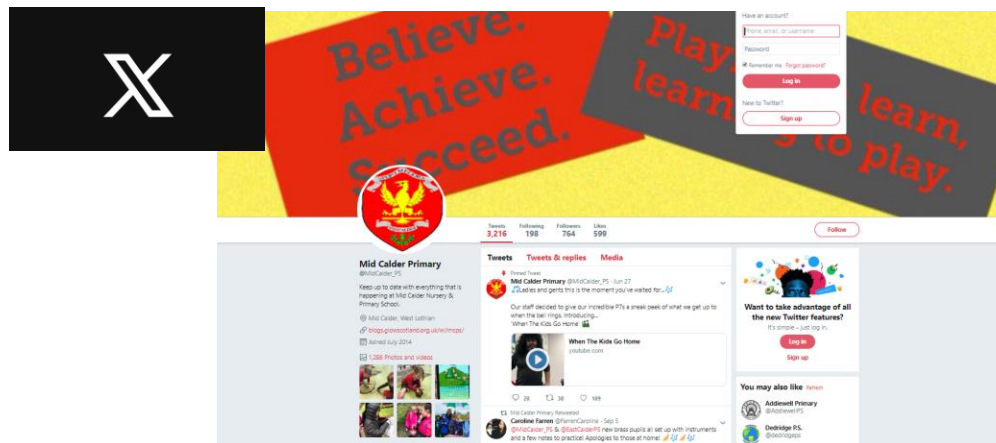 X
Believe.
Achieve.
Succeed.
Play
learn,
learn
to play.
Have an account?
Phone, email, or username
Password
Remember me Forgot password?
Log in
New to Twitter?
Sign up
Tweets Following Followers Likes
3,216 198 764 599
Follow
Mid Calder Primary
@MidCalder_PS
Keep up to date with everything that is
happening at Mid Calder Nursery &
Primary School.
Mid Calder, West Lothian
blogs.glowscotland.org.uk/wl/mcps/
Joined July 2014
1,286 Photos and videos
Tweets Tweets & replies Media
Pinned Tweet
Mid Calder Primary @MidCalder_PS · Jun 27
Ladies and gents this is the moment you've waited for...
Our staff decided to give our incredible P7s a sneak peek of what we get up to
when the bell rings. Introducing...
'When The Kids Go Home'
When The Kids Go Home
youtube.com
28 38 189
Mid Calder Primary Retweeted
Caroline Farren @FarrenCaroline · Sep 5
@MidCalder_PS & @EastCalderPS new brass pupils all set up with instruments
and a few notes to practice! Apologies to those at home!
Want to take advantage of all
the new Twitter features?
It's simple – just log in.
Log in
Sign up
You may also like Refresh
Addiewell Primary
@AddiewellPS
Dedridge P.S.
@dedridgeps